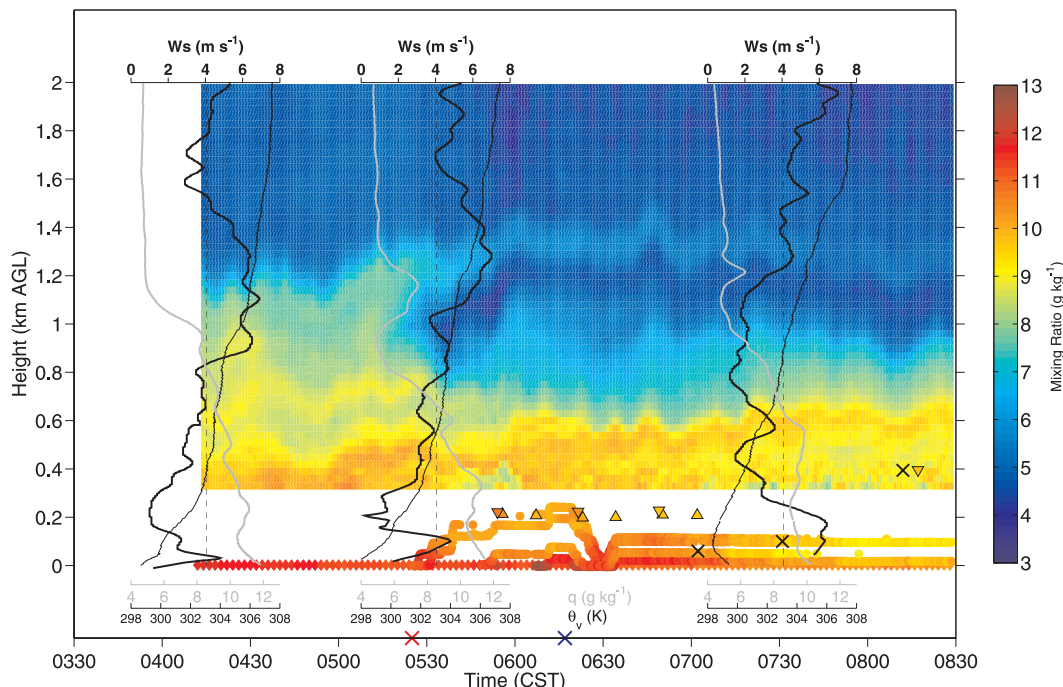 Ws (m s⁻¹) Ws (m s⁻¹) Ws (m s⁻¹)
0 2 4 6 8 0 2 4 6 8 0 2 4 6 8
2
1.8
1.6
1.4
1.2
1
0.8
0.6
0.4
0.2
0
Height (km AGL)
4 6 8 10 12 4 6 8 10 12 q (g kg⁻¹) 4 6 8 10 12
298 300 302 304 306 308 298 300 302 304 306 308 θv (K) 298 300 302 304 306 308
0330 0400 0430 0500 0530 0600 0630 0700 0730 0800 0830
Time (CST)
13
12
11
10
9
8
7
6
5
4
3
Mixing Ratio (g kg⁻¹)